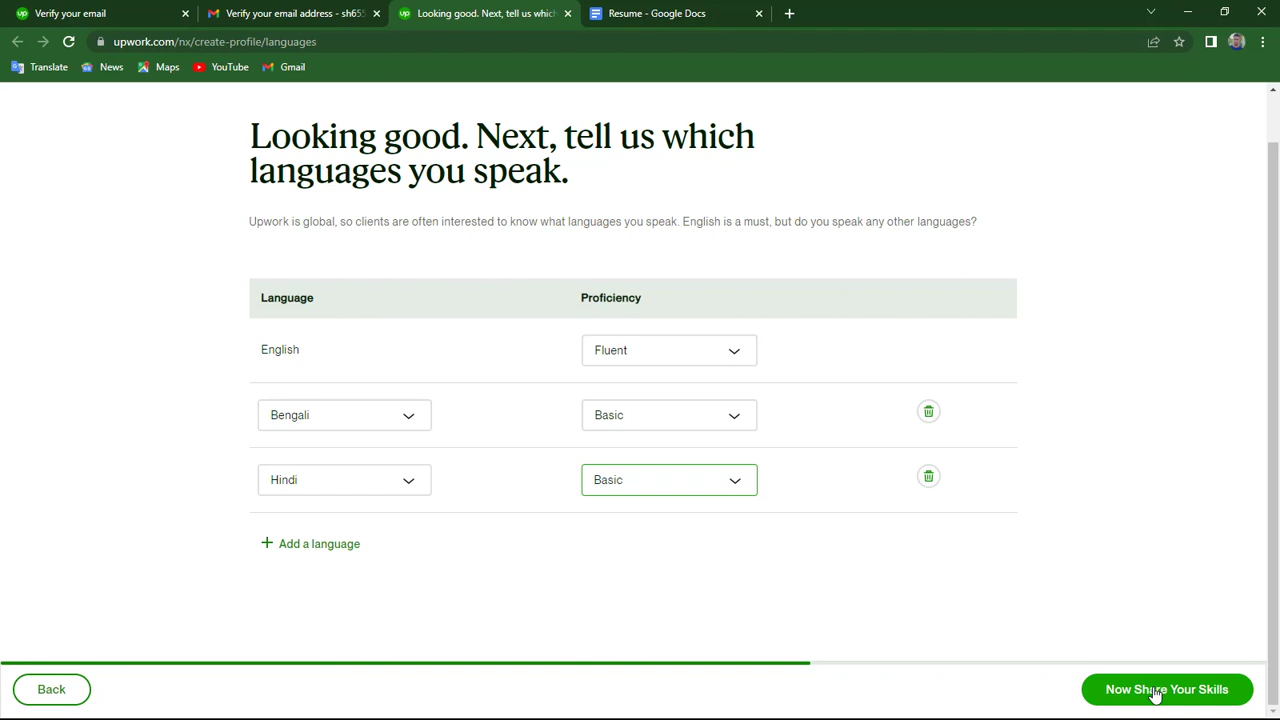 Verify your email
Verify your email address - sh655
Looking good. Next, tell us which
Resume - Google Docs
upwork.com/nx/create-profile/languages
Translate
News
Maps
YouTube
Gmail
Looking good. Next, tell us which
languages you speak.
Upwork is global, so clients are often interested to know what languages you speak. English is a must, but do you speak any other languages?
Language Proficiency
English Fluent
Bengali Basic
Hindi Basic
+ Add a language
Back
Now Share Your Skills